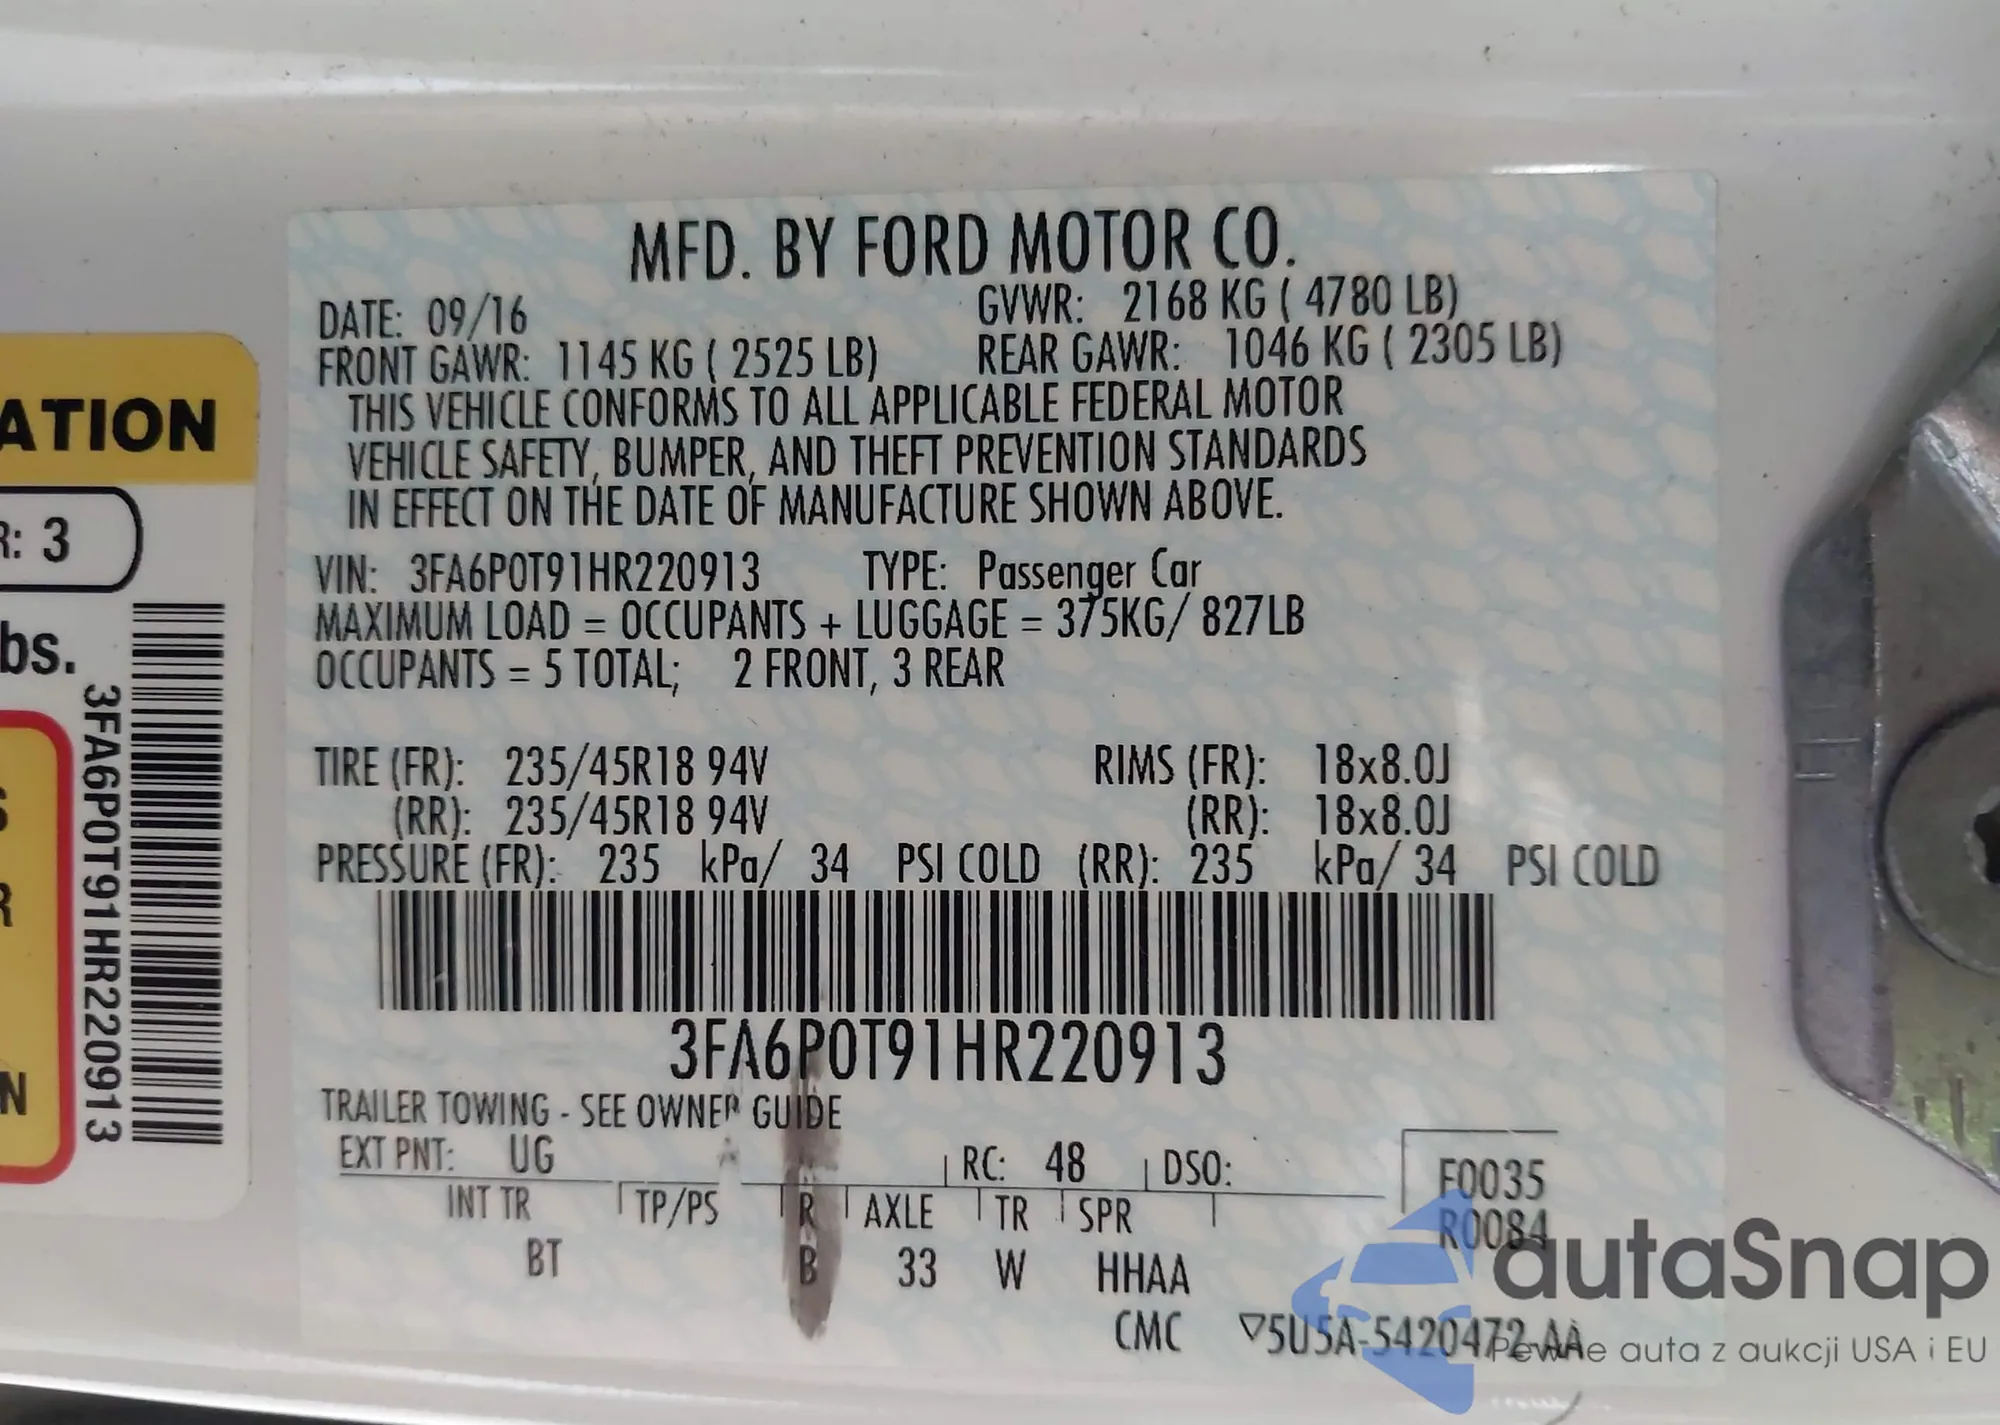 MFD. BY FORD MOTOR CO.
DATE: 09/16 GVWR: 2168 KG ( 4780 LB)
FRONT GAWR: 1145 KG ( 2525 LB) REAR GAWR: 1046 KG ( 2305 LB)
THIS VEHICLE CONFORMS TO ALL APPLICABLE FEDERAL MOTOR
VEHICLE SAFETY, BUMPER, AND THEFT PREVENTION STANDARDS
IN EFFECT ON THE DATE OF MANUFACTURE SHOWN ABOVE.
VIN: 3FA6P0T91HR220913 TYPE: Passenger Car
MAXIMUM LOAD = OCCUPANTS + LUGGAGE = 375KG/ 827LB
OCCUPANTS = 5 TOTAL; 2 FRONT, 3 REAR
TIRE (FR): 235/45R18 94V RIMS (FR): 18x8.0J
(RR): 235/45R18 94V (RR): 18x8.0J
PRESSURE (FR): 235 kPa/ 34 PSI COLD (RR): 235 kPa/ 34 PSI COLD
3FA6P0T91HR220913
TRAILER TOWING - SEE OWNER GUIDE
EXT PNT: UG RC: 48 DSO:
F0035
R0084
INT TR TP/PS R AXLE TR SPR
BT B 33 W HHAA
CMC ▽5U5A-5420472-AA
ATION
R: 3
bs.
3FA6P0T91HR220913
S
R
N
autaSnap
Pewne auta z aukcji USA i EU